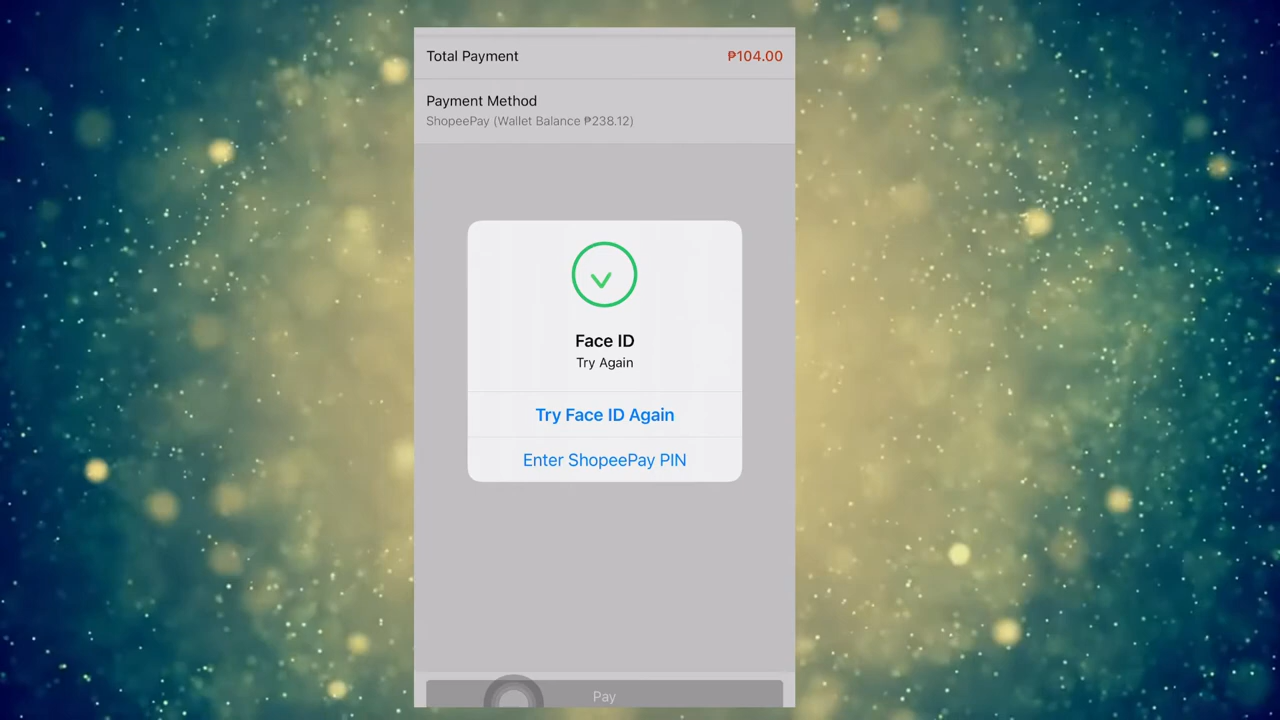 Total Payment ₱104.00
Payment Method
ShopeePay (Wallet Balance ₱238.12)
Face ID
Try Again
Try Face ID Again
Enter ShopeePay PIN
Pay